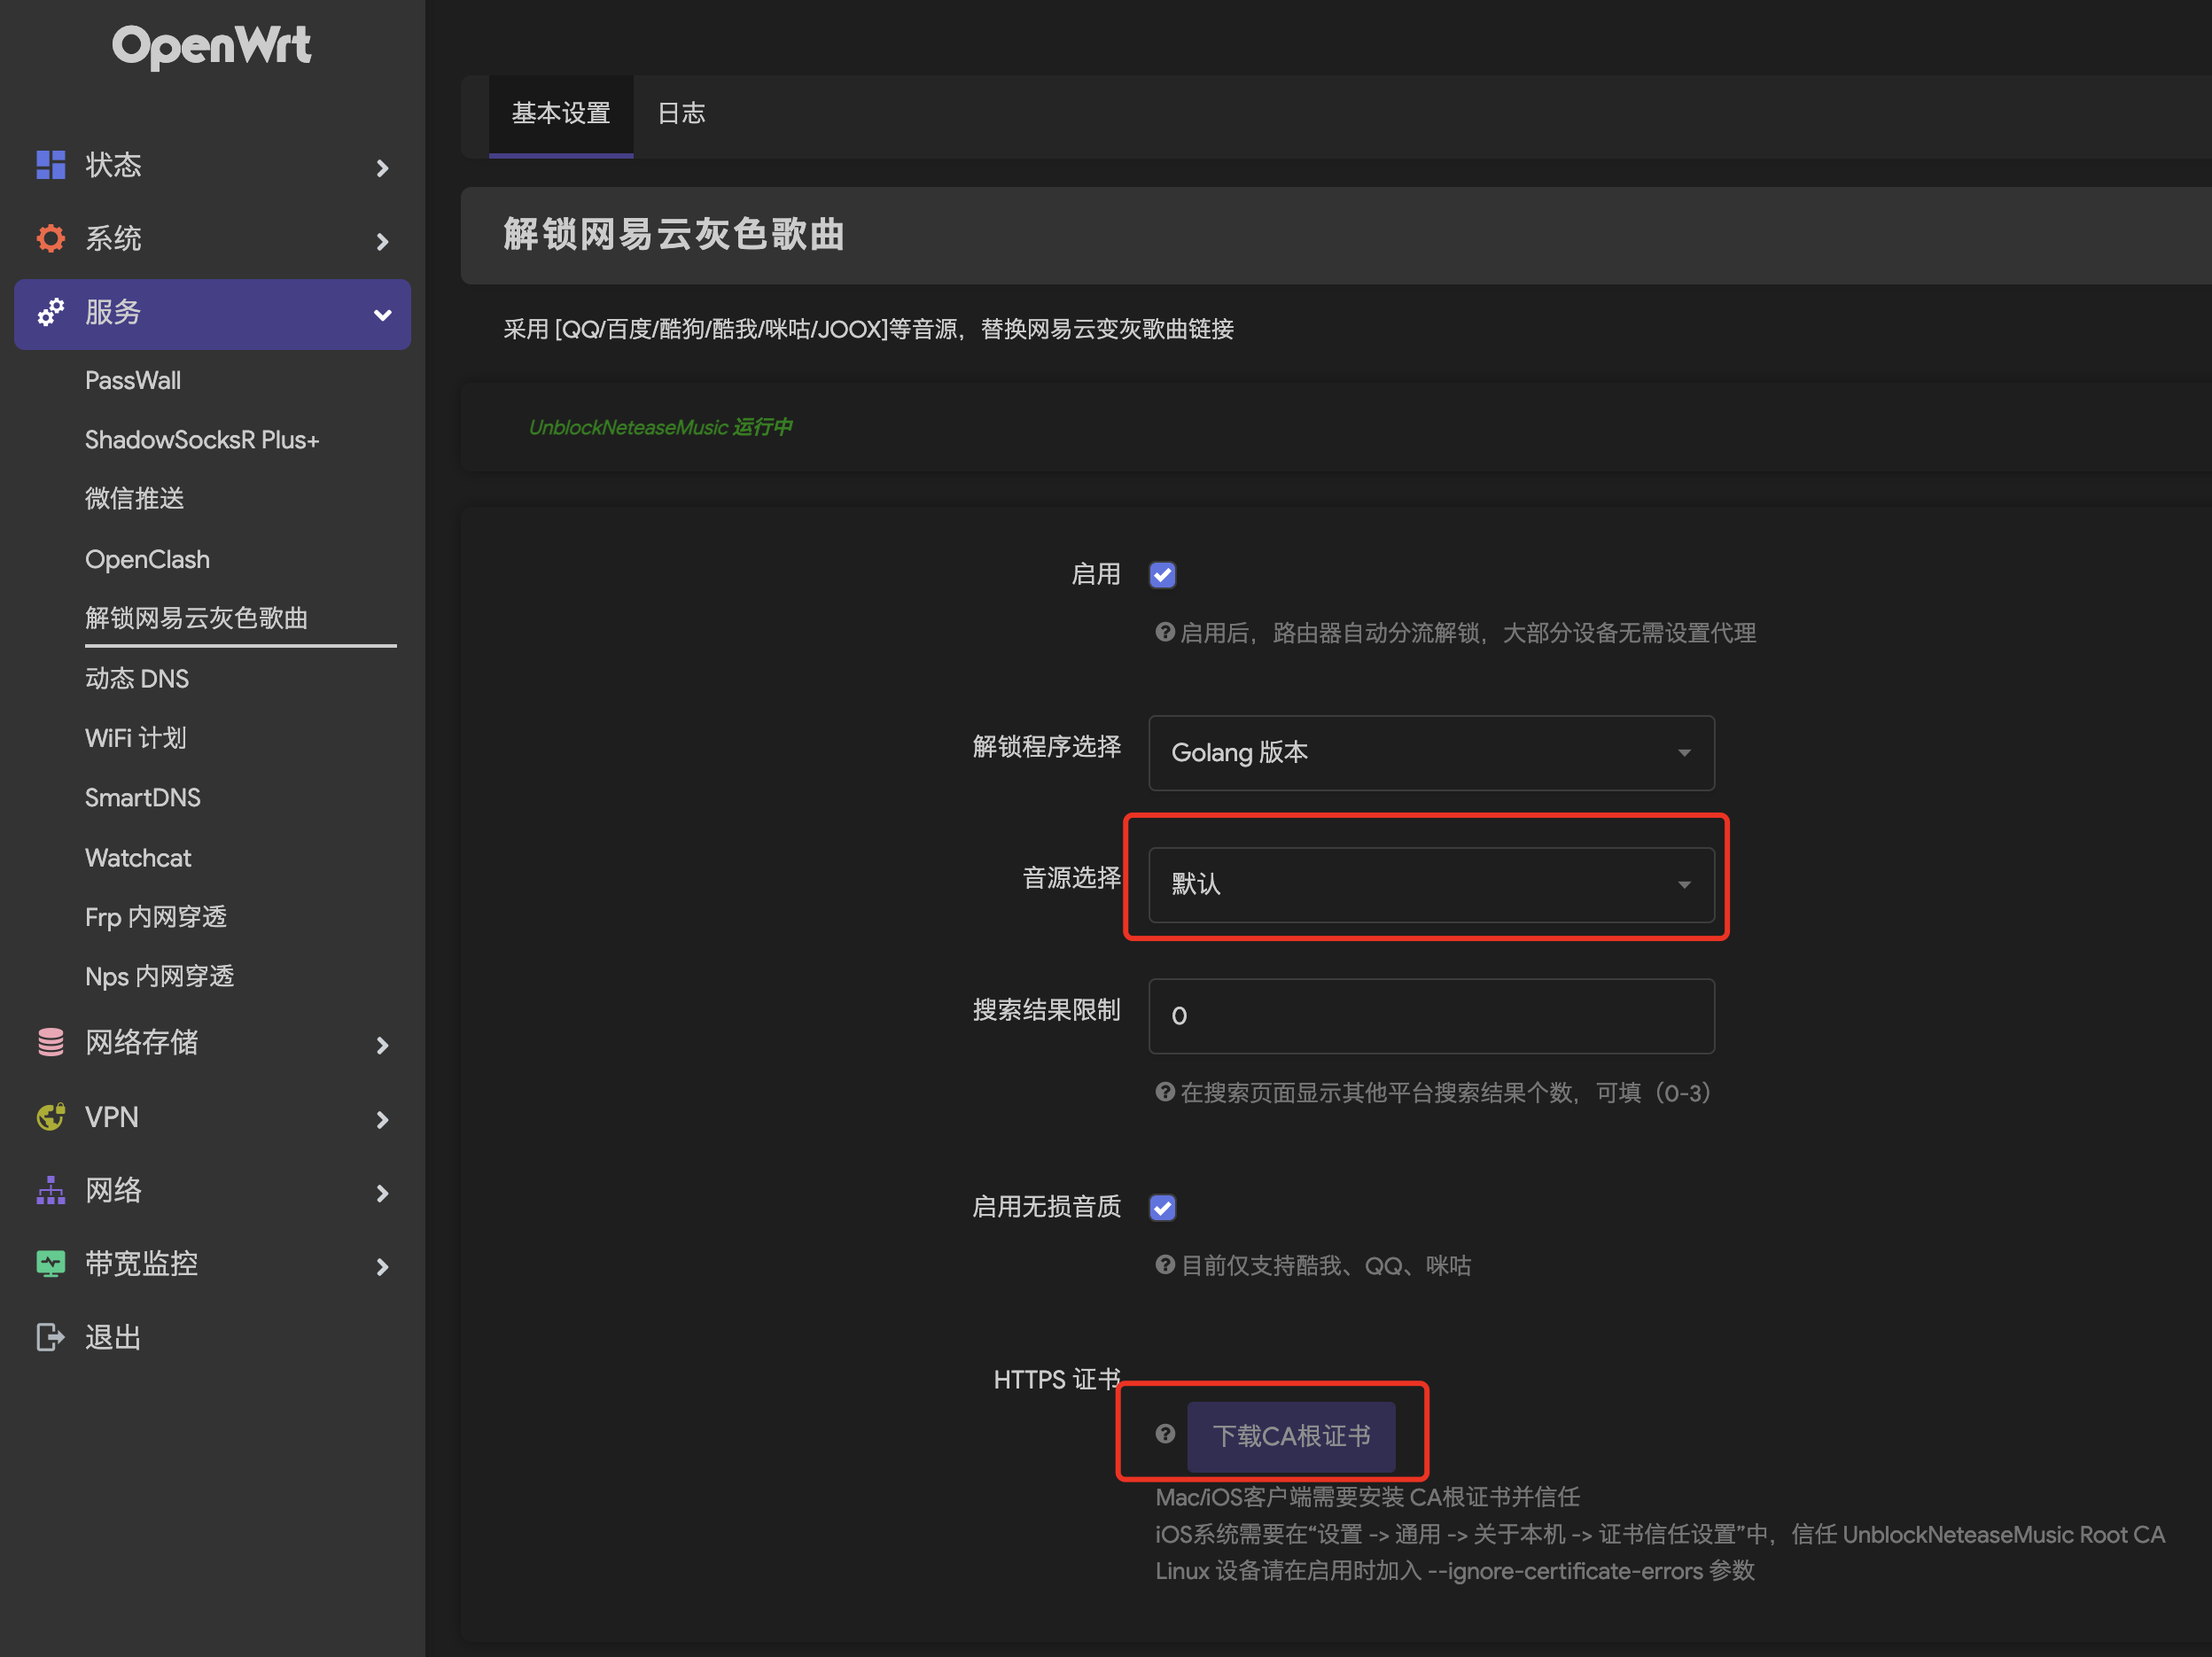 OpenWrt
状态
系统
服务
PassWall
ShadowSocksR Plus+
微信推送
OpenClash
解锁网易云灰色歌曲
动态 DNS
WiFi 计划
SmartDNS
Watchcat
Frp 内网穿透
Nps 内网穿透
网络存储
VPN
网络
带宽监控
退出
基本设置 日志
解锁网易云灰色歌曲
采用 [QQ/百度/酷狗/酷我/咪咕/JOOX]等音源，替换网易云变灰歌曲链接
UnblockNeteaseMusic 运行中
启用
启用后，路由器自动分流解锁，大部分设备无需设置代理
解锁程序选择 Golang 版本
音源选择 默认
搜索结果限制 0
在搜索页面显示其他平台搜索结果个数，可填（0-3）
启用无损音质
目前仅支持酷我、QQ、咪咕
HTTPS 证书
下载CA根证书
Mac/iOS客户端需要安装 CA根证书并信任
iOS系统需要在“设置 -> 通用 -> 关于本机 -> 证书信任设置”中，信任 UnblockNeteaseMusic Root CA
Linux 设备请在启用时加入 --ignore-certificate-errors 参数